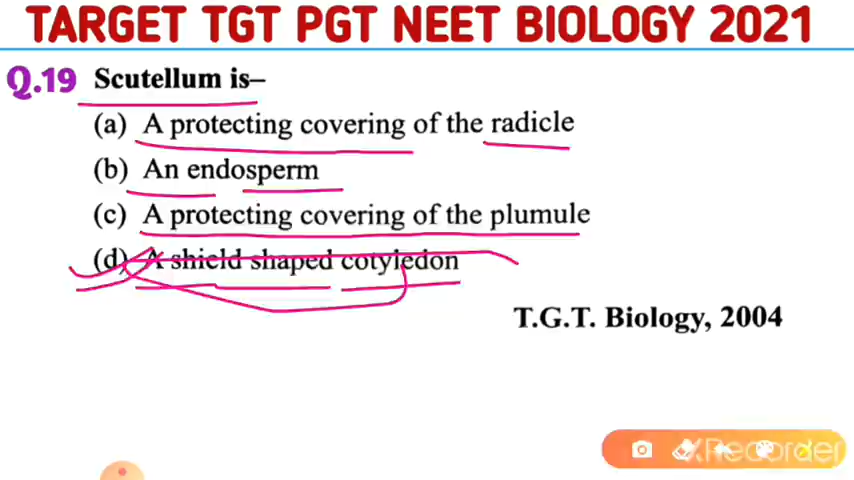 TARGET TGT PGT NEET BIOLOGY 2021
Q.19 Scutellum is–
(a) A protecting covering of the radicle
(b) An endosperm
(c) A protecting covering of the plumule
(d) A shield shaped cotyledon
T.G.T. Biology, 2004
XRecorder